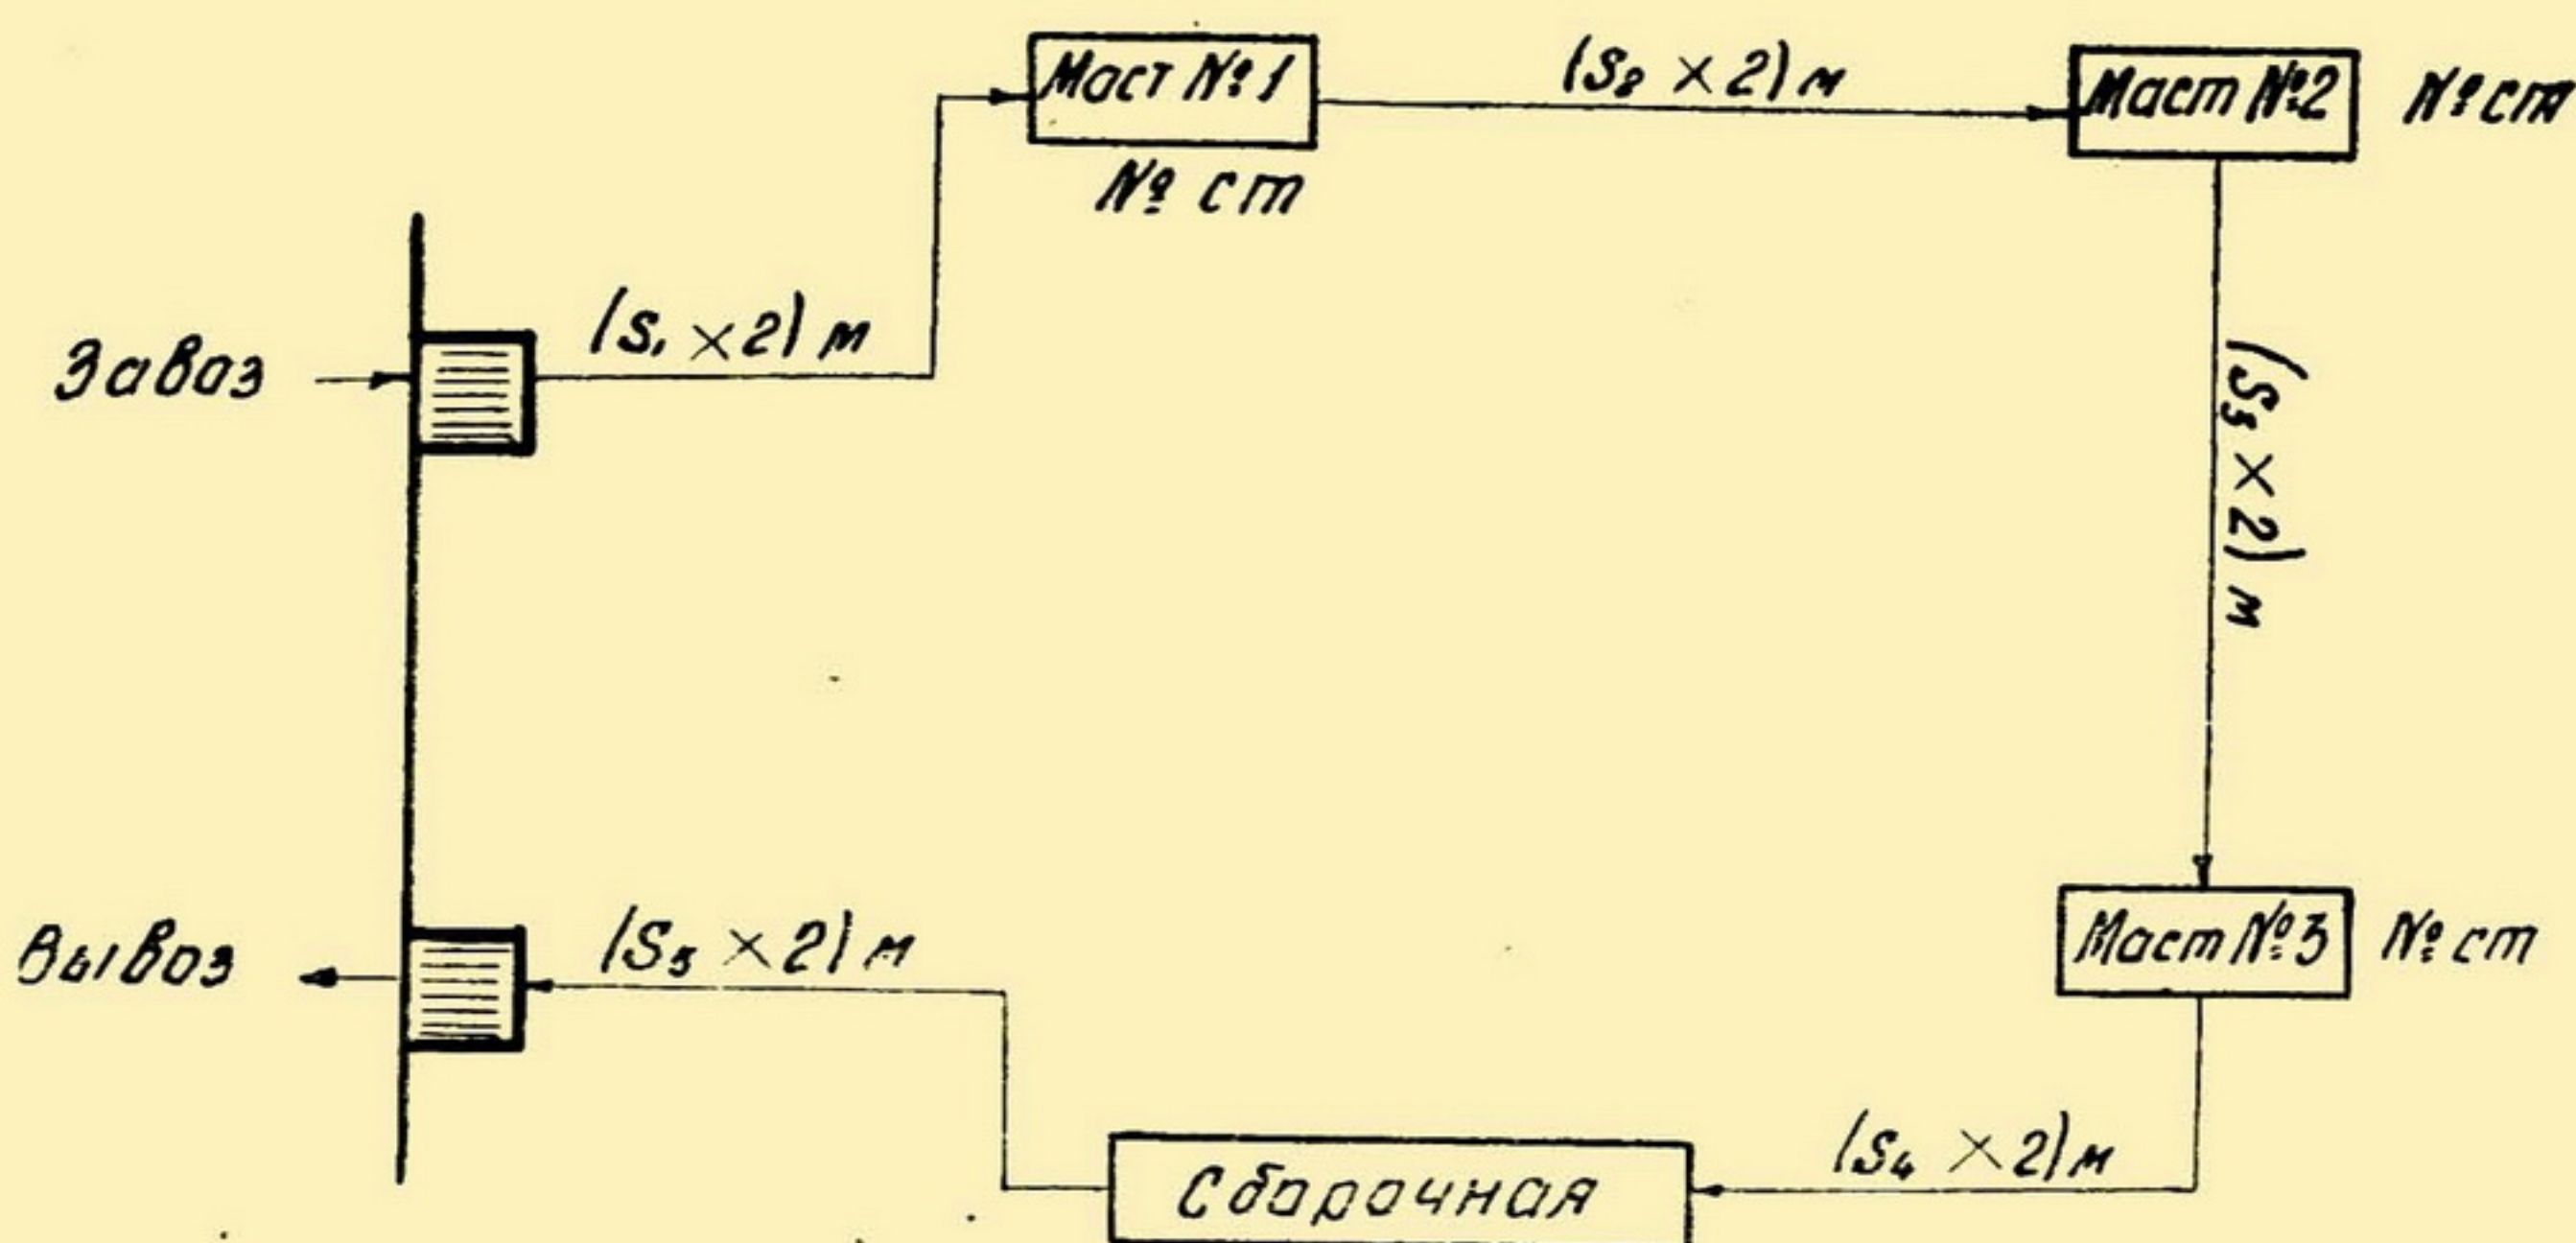 Маст №1
(S₂ × 2) м
Маст №2
№ ст
№ ст
(S₁ × 2) м
Завоз
(S₃ × 2) м
Вывоз
(S₅ × 2) м
Маст №3
№ ст
(S₄ × 2) м
Сборочная